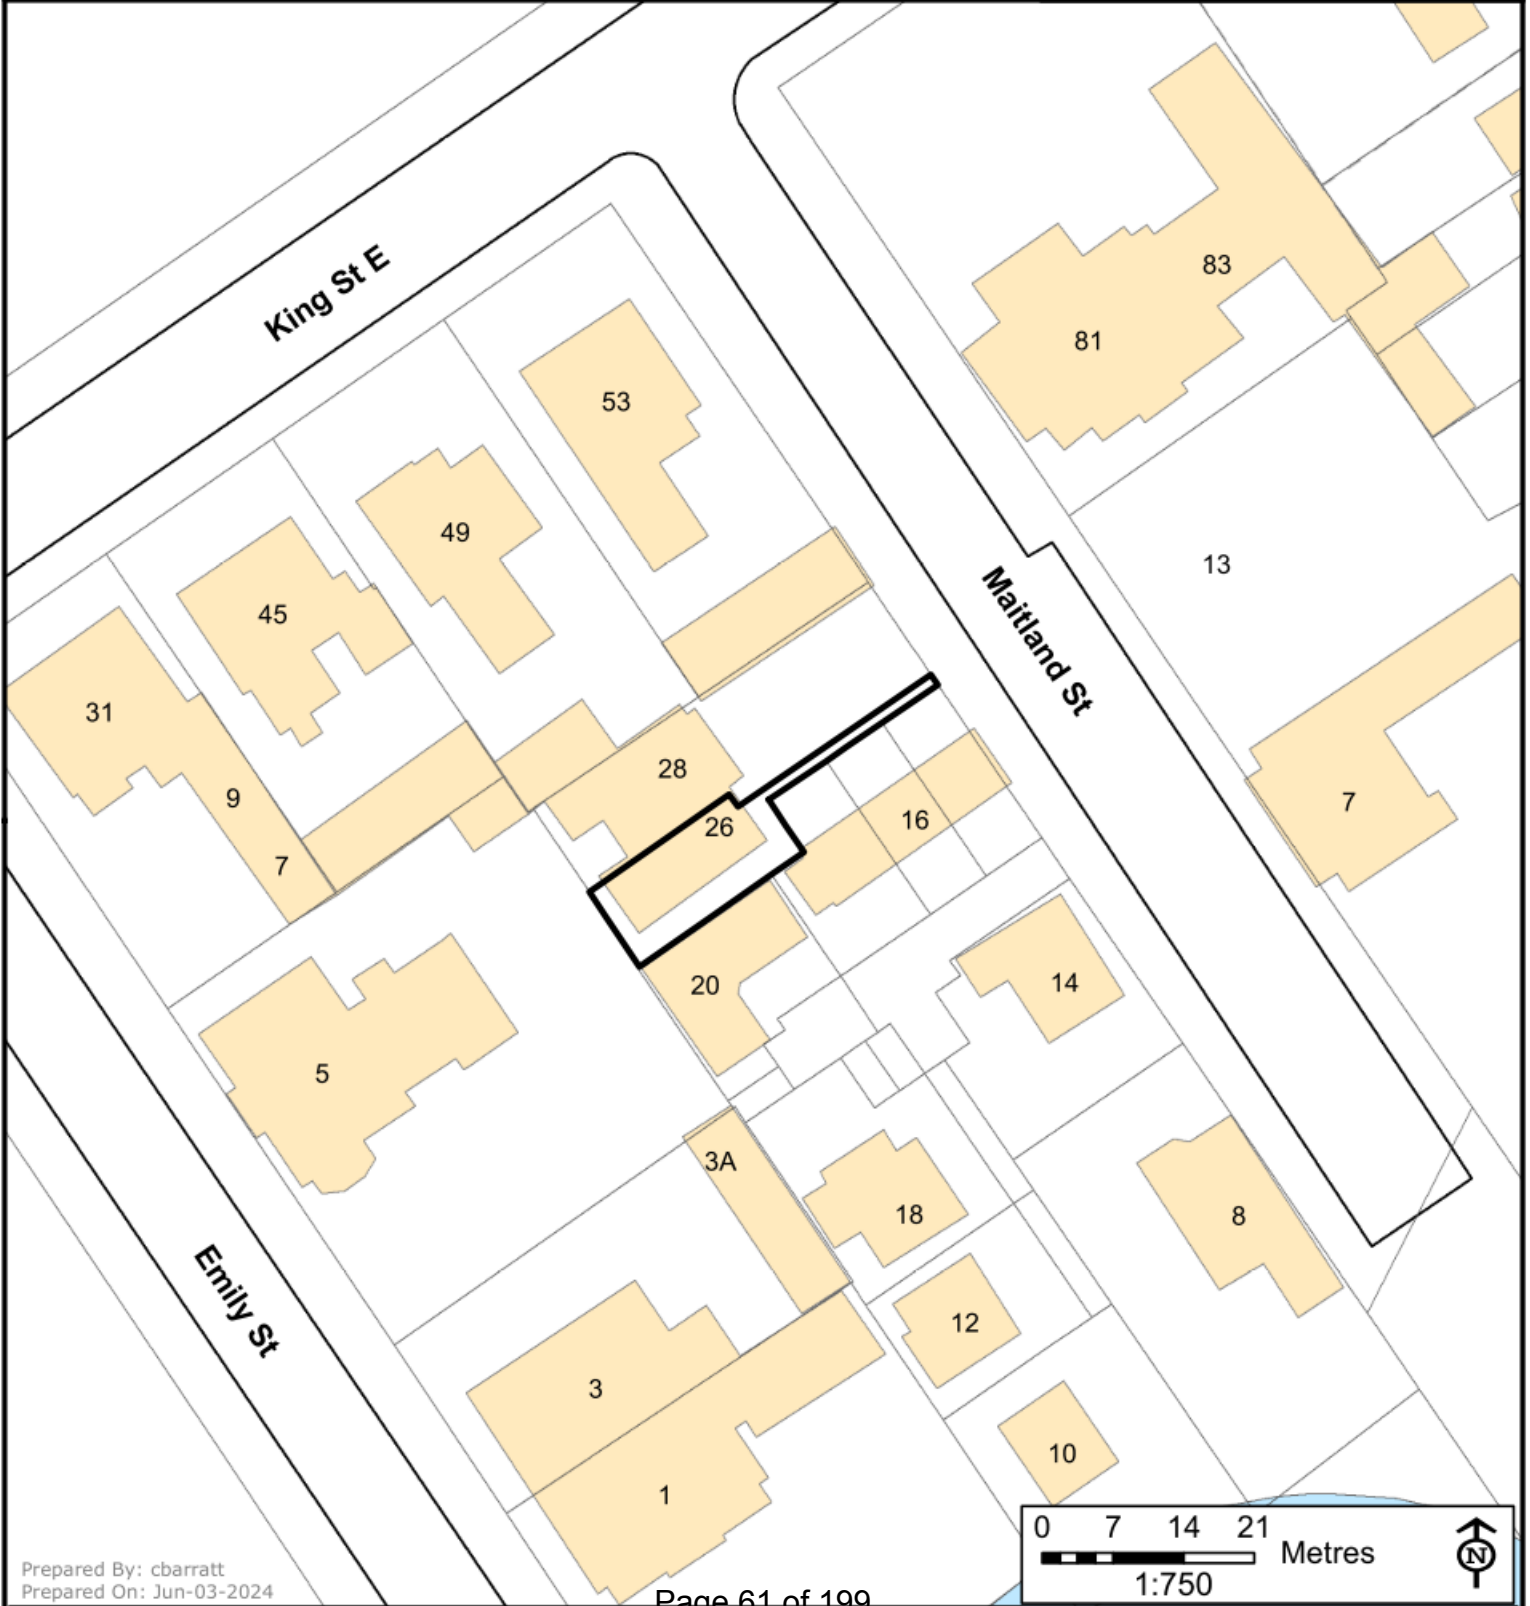 King St E
83
81
53
49
13
45
Maitland St
31
28
9
7
26
16
7
20
14
5
3A
18
8
Emily St
12
3
10
1
0 7 14 21
Metres
N
1:750
Prepared By: cbarratt
Prepared On: Jun-03-2024
Page 61 of 199